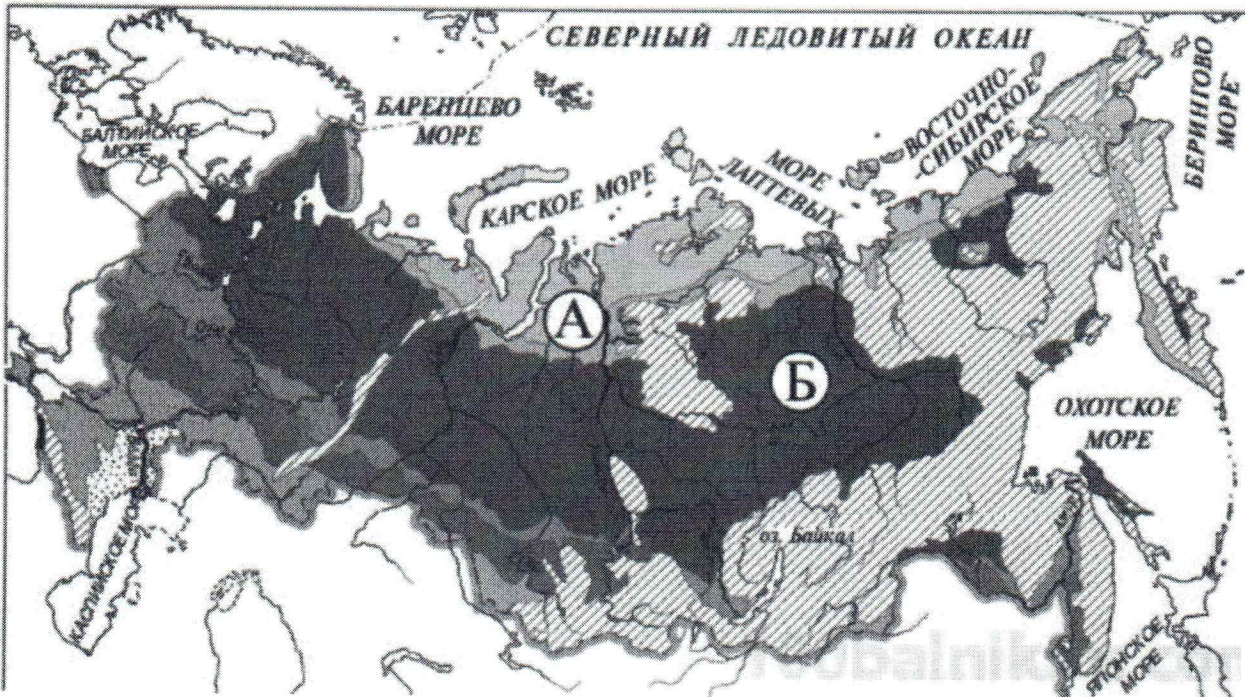 СЕВЕРНЫЙ ЛЕДОВИТЫЙ ОКЕАН
БАРЕНЦЕВО
МОРЕ
БАЛТИЙСКОЕ
МОРЕ
КАРСКОЕ МОРЕ
МОРЕ
ЛАПТЕВЫХ
ВОСТОЧНО-
-СИБИРСКОЕ
МОРЕ
БЕРИНГОВО
МОРЕ
А
Б
ОХОТСКОЕ
МОРЕ
оз. Байкал
КАСПИЙСКОЕ МОРЕ
ЯПОНСКОЕ
МОРЕ